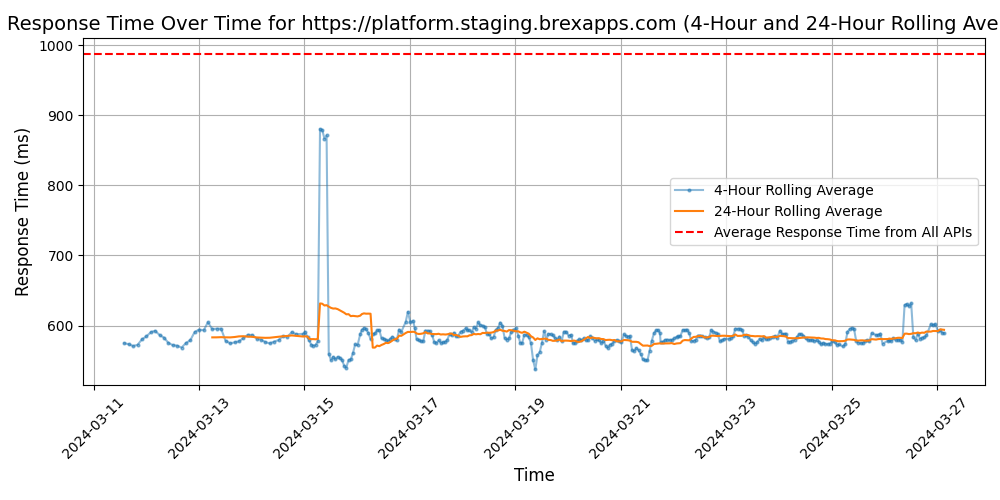 Response Time Over Time for https://platform.staging.brexapps.com (4-Hour and 24-Hour Rolling Ave
1000
900
800
700
600
Response Time (ms)
4-Hour Rolling Average
24-Hour Rolling Average
Average Response Time from All APIs
2024-03-11
2024-03-13
2024-03-15
2024-03-17
2024-03-19
2024-03-21
2024-03-23
2024-03-25
2024-03-27
Time